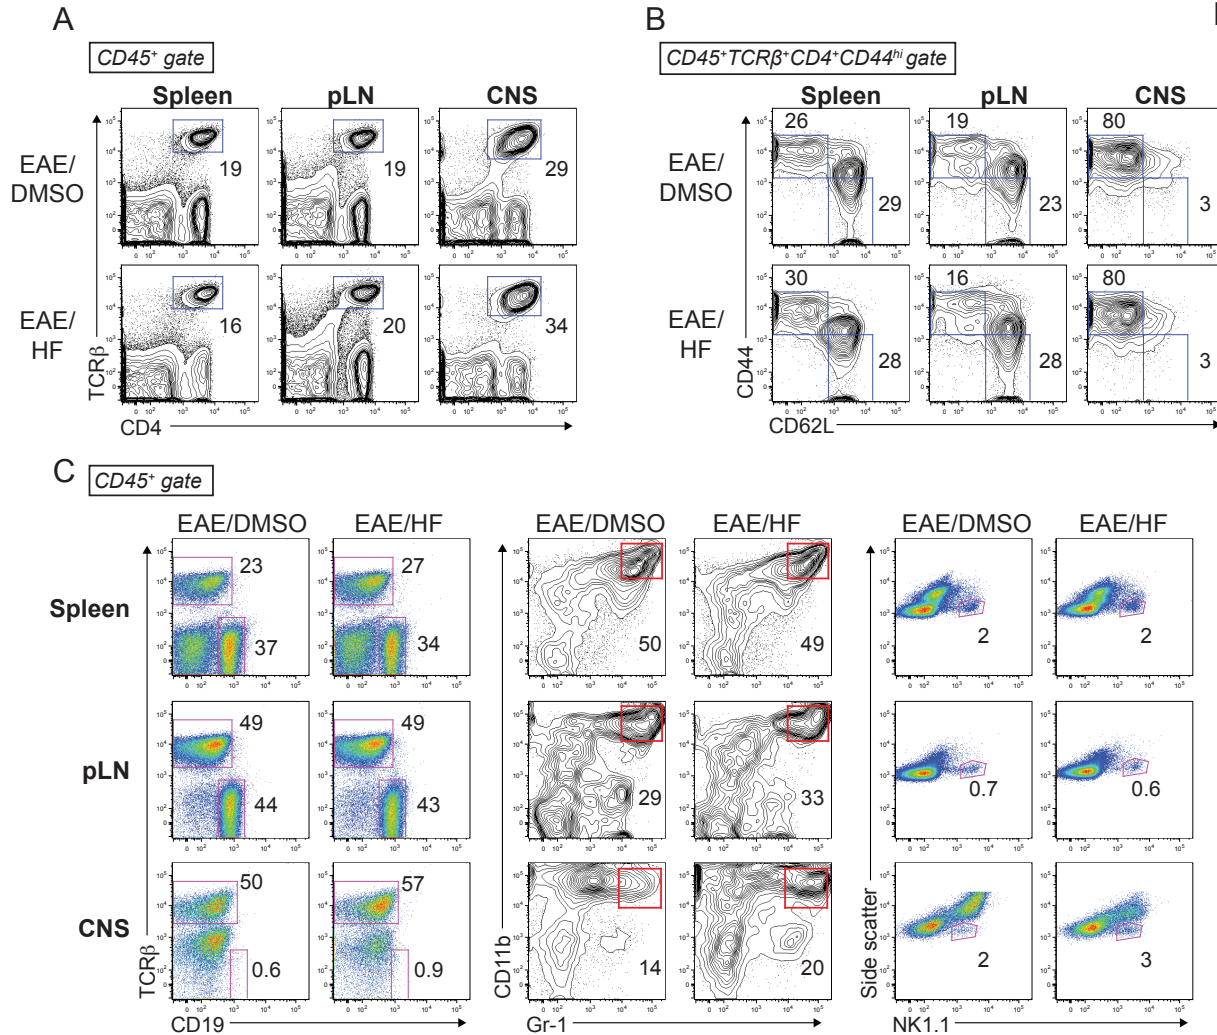 A
CD45⁺ gate
Spleen pLN CNS
EAE/
DMSO
19 19 29
EAE/
HF
16 20 34
TCRβ
CD4
B
CD45⁺TCRβ⁺CD4⁺CD44ʰⁱ gate
Spleen pLN CNS
EAE/
DMSO
26 19 80
29 23 3
EAE/
HF
30 16 80
28 28 3
CD44
CD62L
C
CD45⁺ gate
EAE/DMSO EAE/HF EAE/DMSO EAE/HF EAE/DMSO EAE/HF
Spleen
23 27
37 34 50 49 2 2
pLN
49 49
44 43 29 33 0.7 0.6
CNS
50 57
0.6 0.9 14 20 2 3
TCRβ
CD19
CD11b
Gr-1
Side scatter
NK1.1